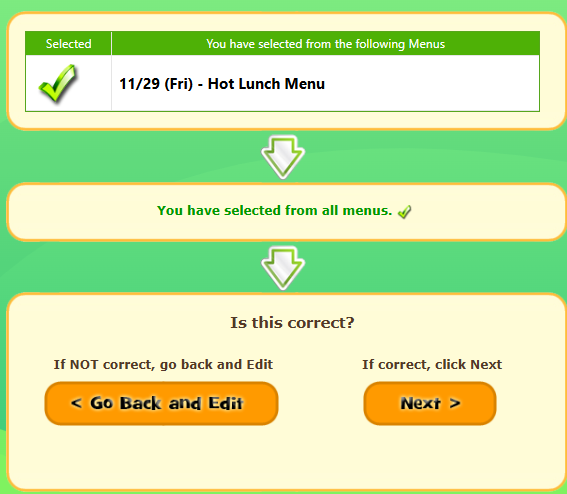 Selected You have selected from the following Menus
11/29 (Fri) - Hot Lunch Menu
You have selected from all menus.
Is this correct?
If NOT correct, go back and Edit If correct, click Next
< Go Back and Edit Next >